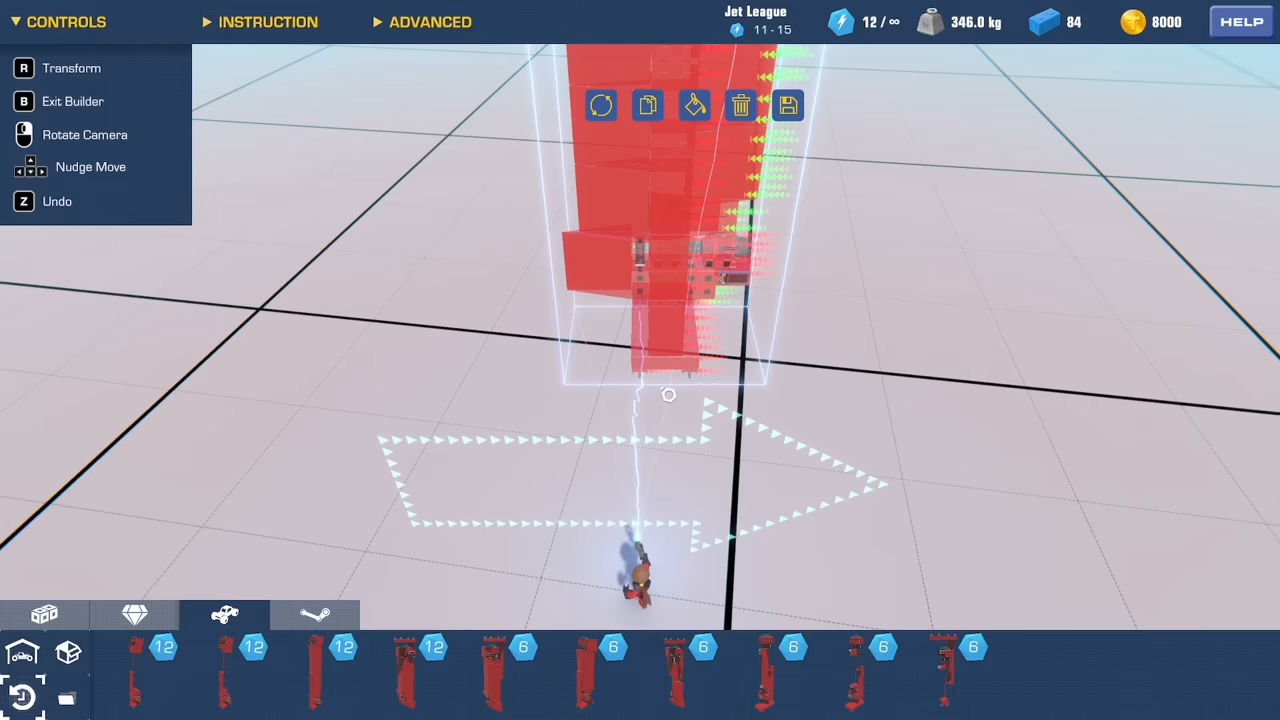 CONTROLS
INSTRUCTION
ADVANCED
Jet League
11 - 15
12 / ∞
346.0 kg
84
8000
HELP
R Transform
B Exit Builder
Rotate Camera
Nudge Move
Z Undo
12 12 12 12 6 6 6 6 6 6